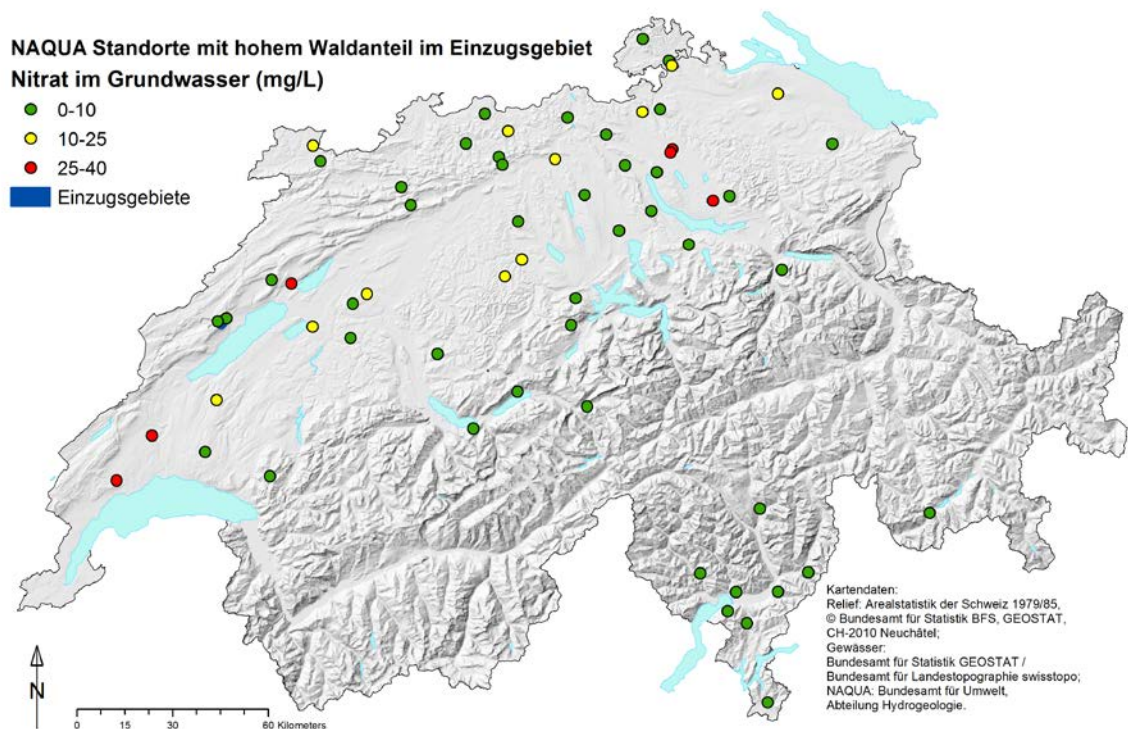 NAQUA Standorte mit hohem Waldanteil im Einzugsgebiet
Nitrat im Grundwasser (mg/L)
0-10
10-25
25-40
Einzugsgebiete
Kartendaten:
Relief: Arealstatistik der Schweiz 1979/85,
© Bundesamt für Statistik BFS, GEOSTAT,
CH-2010 Neuchâtel;
Gewässer:
Bundesamt für Statistik GEOSTAT /
Bundesamt für Landestopographie swisstopo;
NAQUA: Bundesamt für Umwelt,
Abteilung Hydrogeologie.
N
0 15 30 60 Kilometers